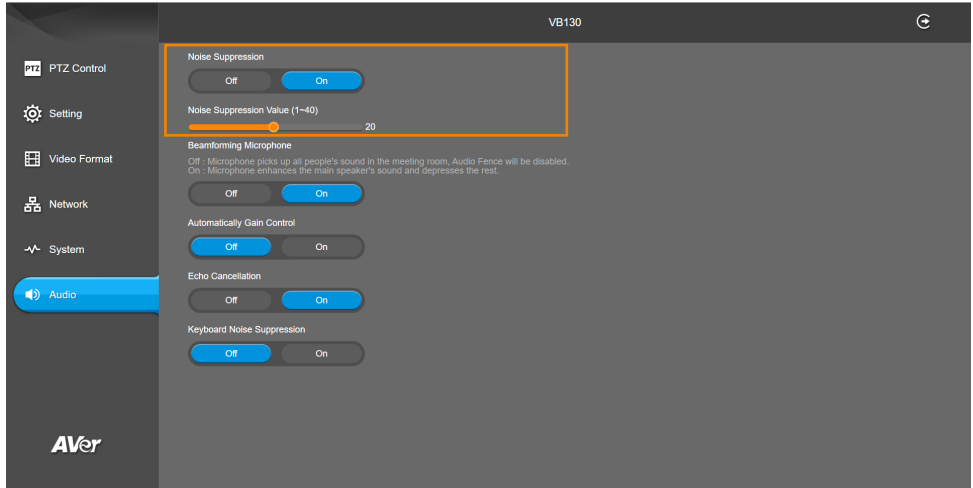 VB130
PTZ PTZ Control
Setting
Video Format
Network
System
Audio
AVer
Noise Suppression
Off On
Noise Suppression Value (1~40)
20
Beamforming Microphone
Off : Microphone picks up all people's sound in the meeting room, Audio Fence will be disabled.
On : Microphone enhances the main speaker's sound and depresses the rest.
Off On
Automatically Gain Control
Off On
Echo Cancellation
Off On
Keyboard Noise Suppression
Off On